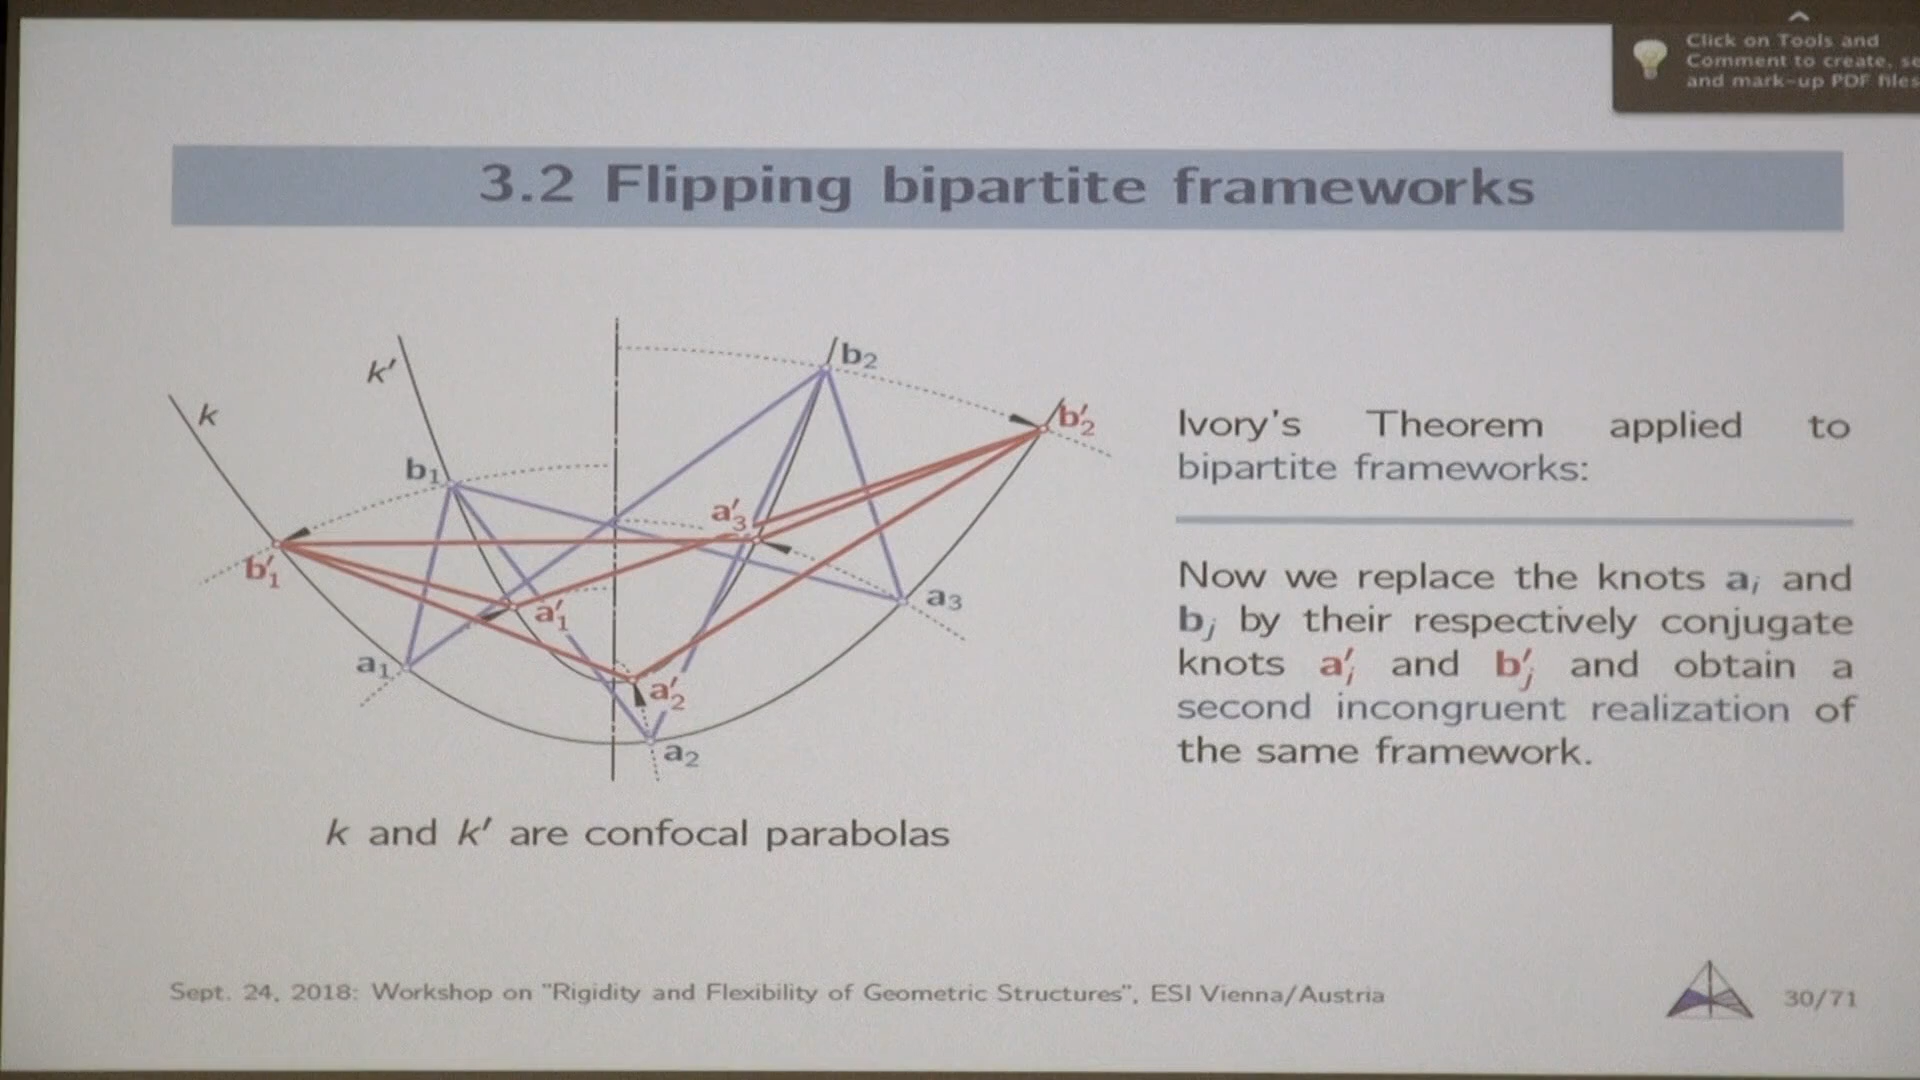 Click on Tools and
Comment to create, se
and mark-up PDF files
3.2 Flipping bipartite frameworks
k
k′
b₁
b₂
b′₂
b′₁
a′₃
a₃
a′₁
a₁
a′₂
a₂
k and k′ are confocal parabolas
Ivory's Theorem applied to
bipartite frameworks:
Now we replace the knots aᵢ and
bⱼ by their respectively conjugate
knots a′ᵢ and b′ⱼ and obtain a
second incongruent realization of
the same framework.
Sept. 24, 2018: Workshop on "Rigidity and Flexibility of Geometric Structures", ESI Vienna/Austria
30/71